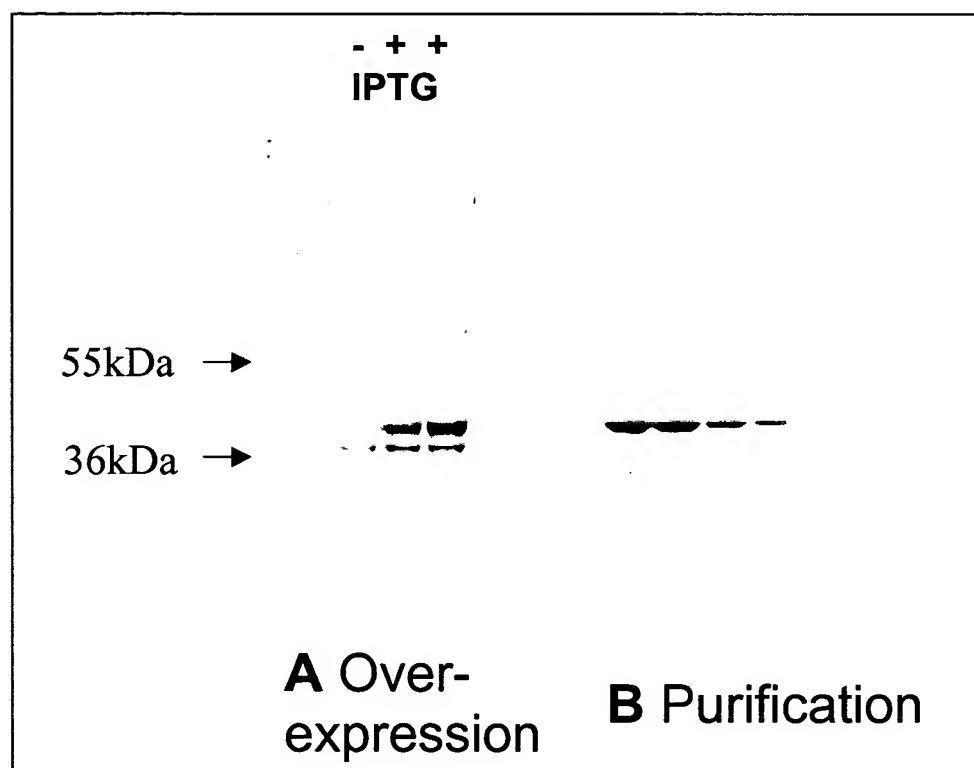 - + +
IPTG
55kDa →
36kDa →
A Over-
expression
B Purification